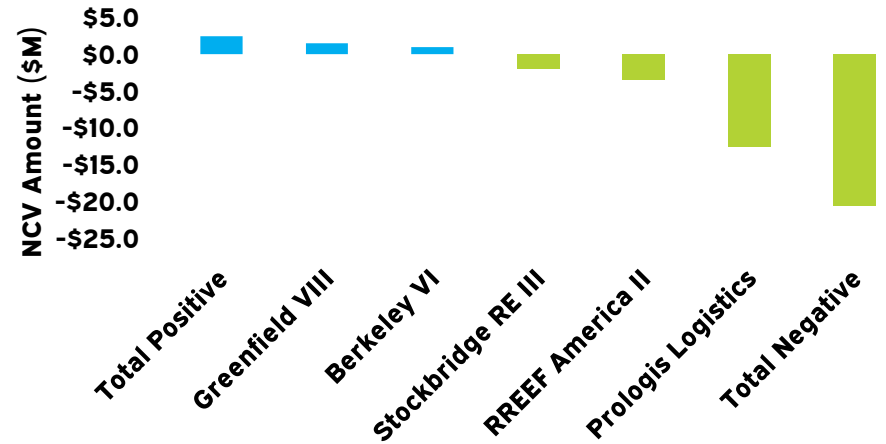 NCV Amount ($M)
$5.0
$0.0
-$5.0
-$10.0
-$15.0
-$20.0
-$25.0
Total Positive
Greenfield VIII
Berkeley VI
Stockbridge RE III
RREEF America II
Prologis Logistics
Total Negative